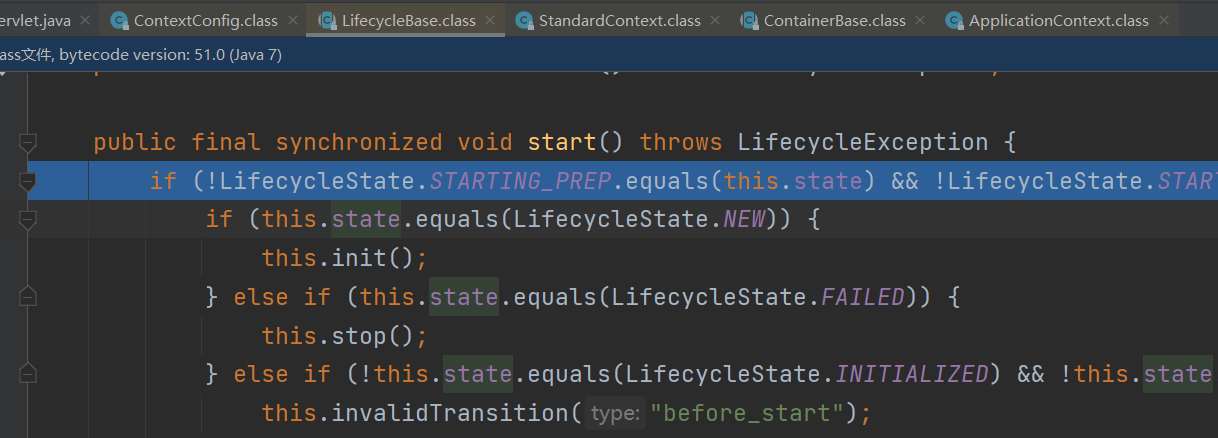 ervlet.java × ContextConfig.class × LifecycleBase.class × StandardContext.class × ContainerBase.class × ApplicationContext.class ×
ass文件, bytecode version: 51.0 (Java 7)
public final synchronized void start() throws LifecycleException {
if (!LifecycleState.STARTING_PREP.equals(this.state) && !LifecycleState.START
if (this.state.equals(LifecycleState.NEW)) {
this.init();
} else if (this.state.equals(LifecycleState.FAILED)) {
this.stop();
} else if (!this.state.equals(LifecycleState.INITIALIZED) && !this.state
this.invalidTransition( type: "before_start");